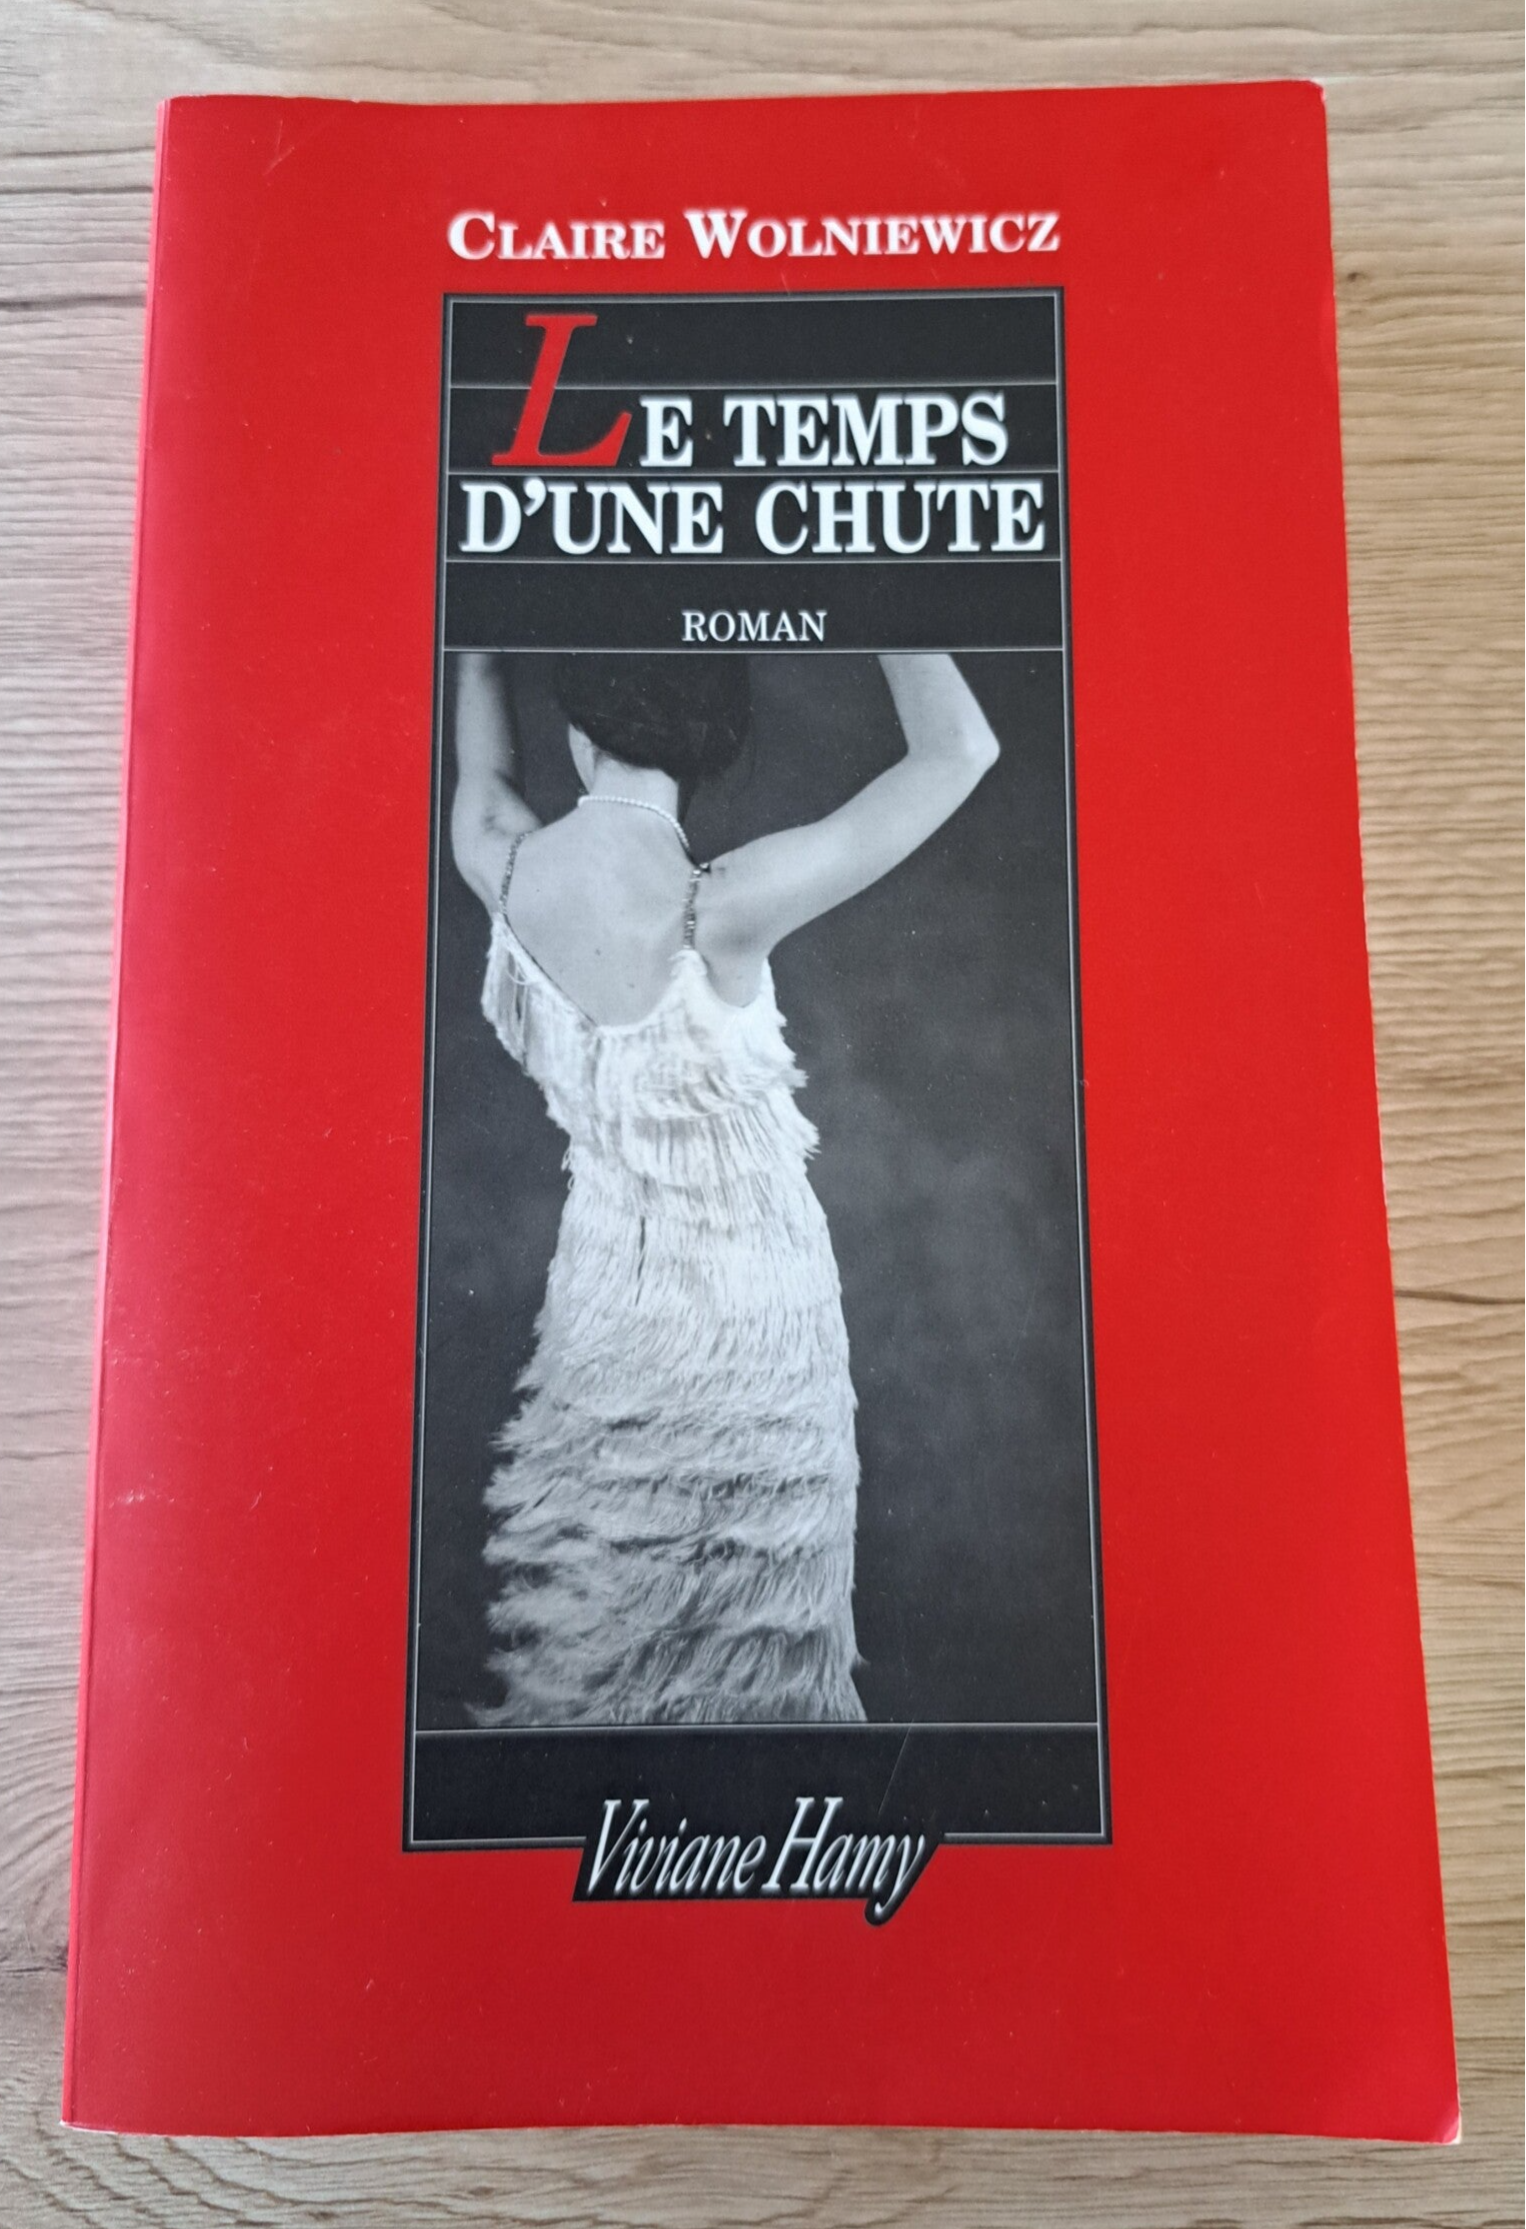 CLAIRE WOLNIEWICZ
LE TEMPS
D'UNE CHUTE
ROMAN
Viviane Hamy